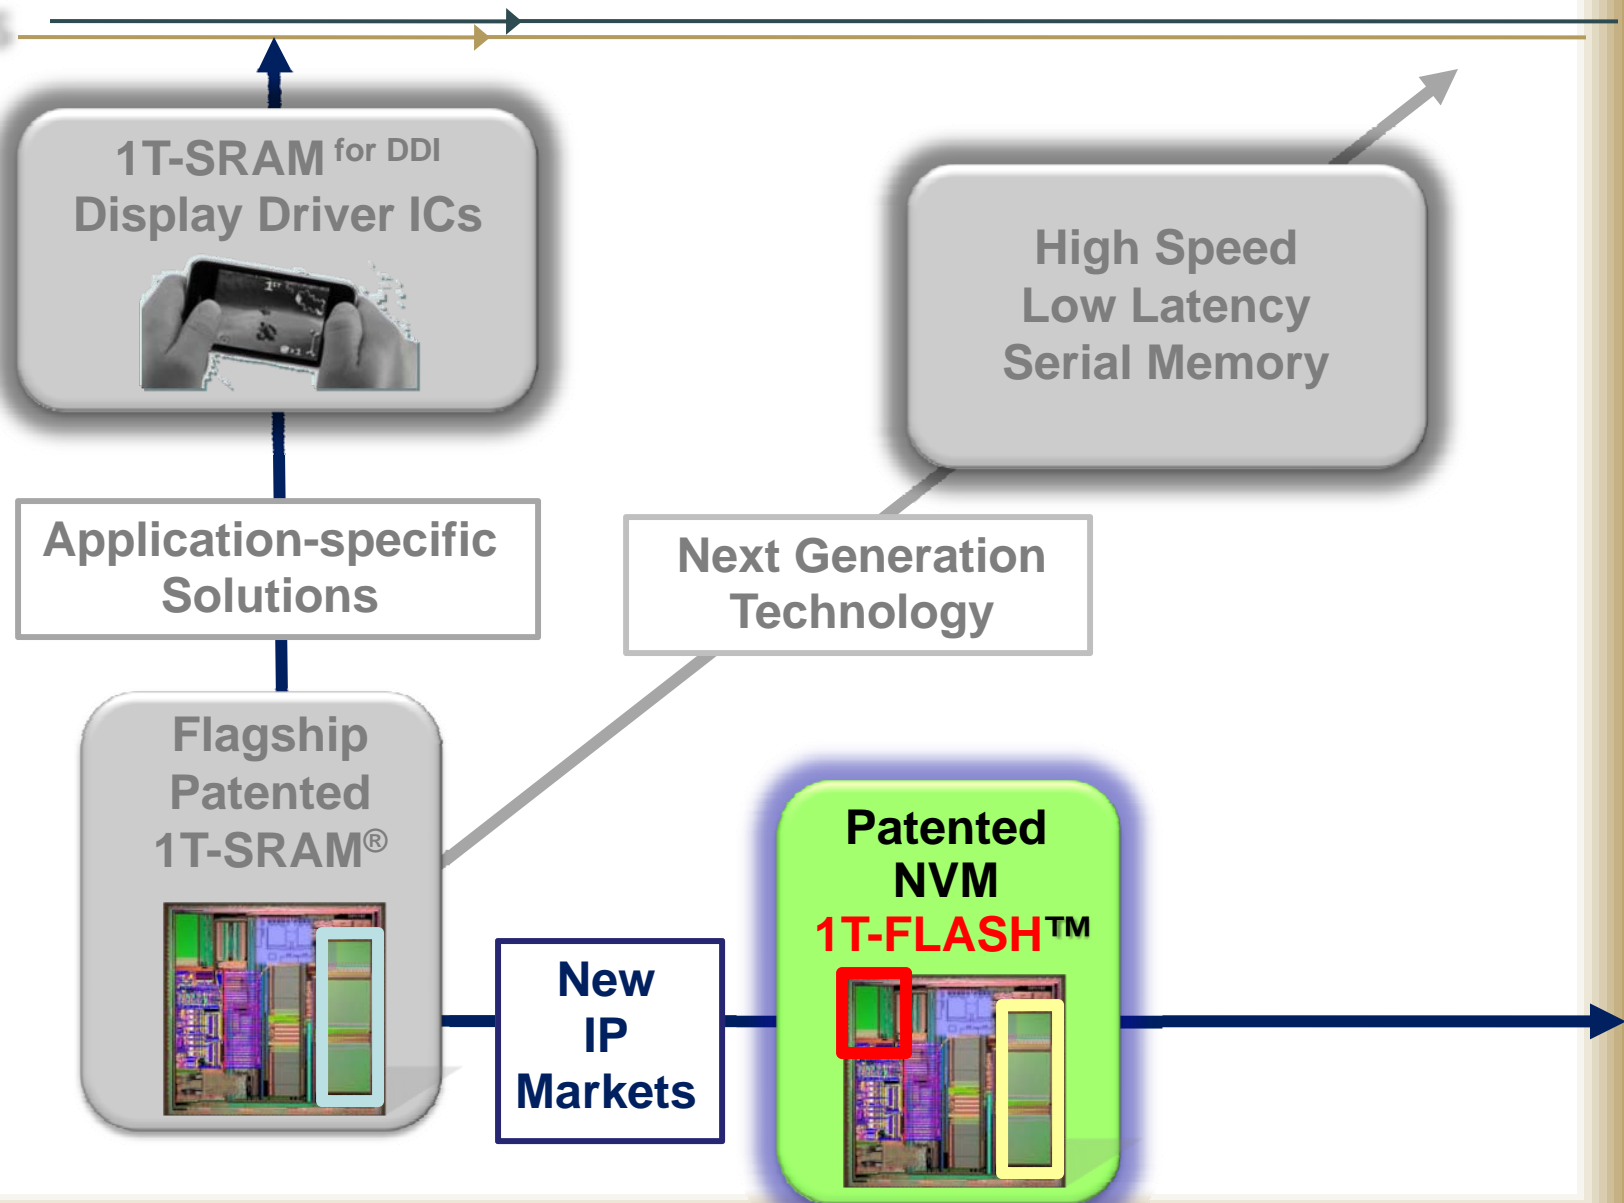 1T-SRAM for DDI
Display Driver ICs
1ST
High Speed
Low Latency
Serial Memory
Application-specific
Solutions
Next Generation
Technology
Flagship
Patented
1T-SRAM®
Patented
NVM
1T-FLASH™
New
IP
Markets